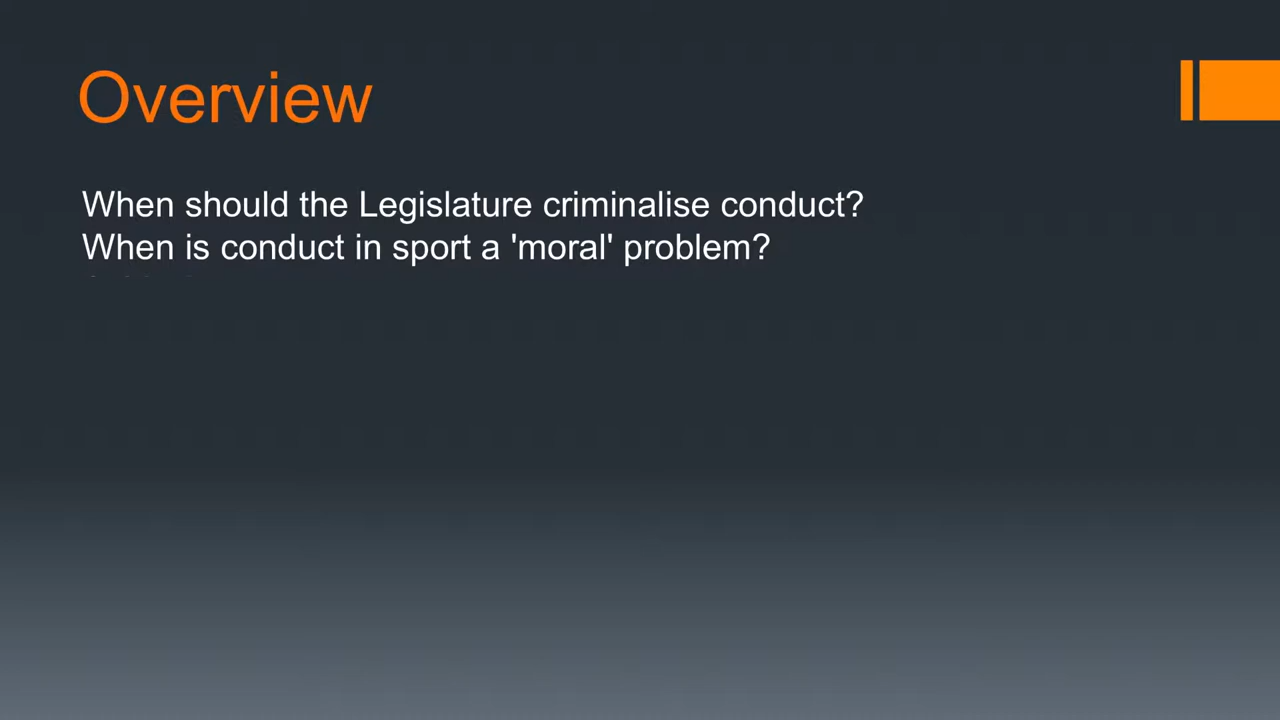 Overview
When should the Legislature criminalise conduct?
When is conduct in sport a 'moral' problem?